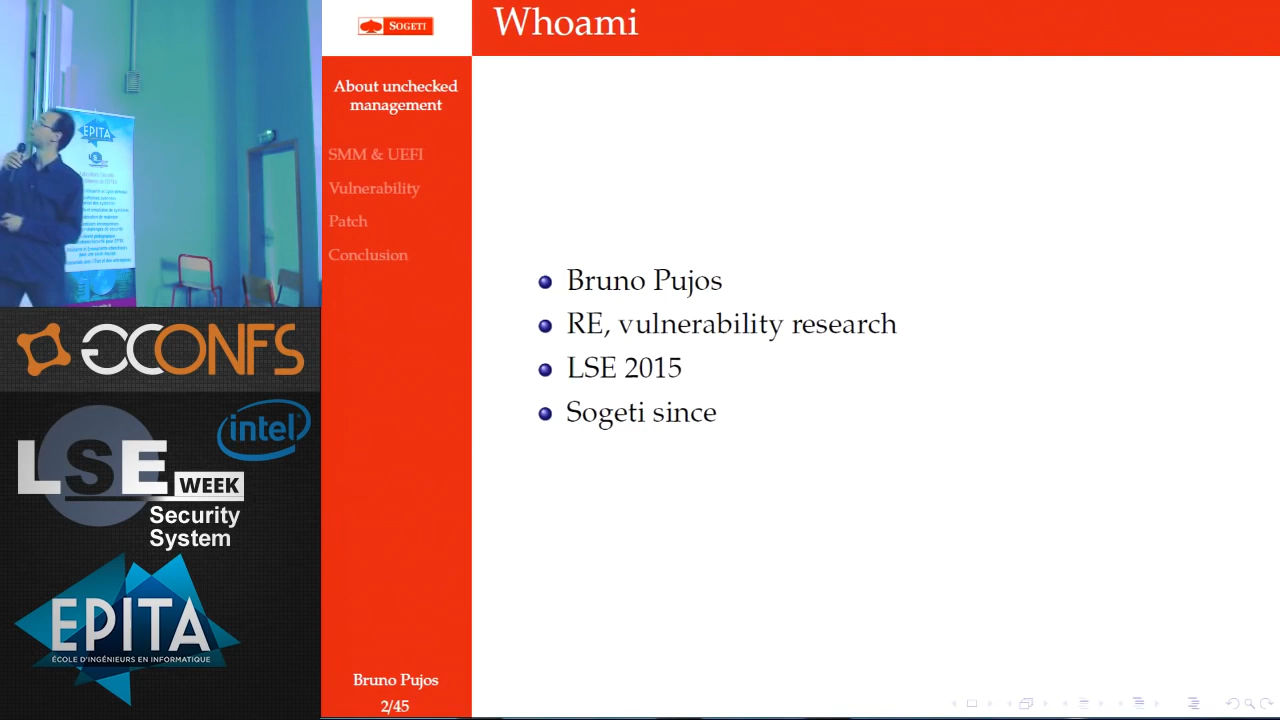 SOGETI
Whoami
About unchecked
management
SMM & UEFI
Vulnerability
Patch
Conclusion
Bruno Pujos
RE, vulnerability research
LSE 2015
Sogeti since
Bruno Pujos
2/45
EPITA
GCONFS
intel
LSE WEEK
Security
System
EPITA
ÉCOLE D'INGÉNIEURS EN INFORMATIQUE